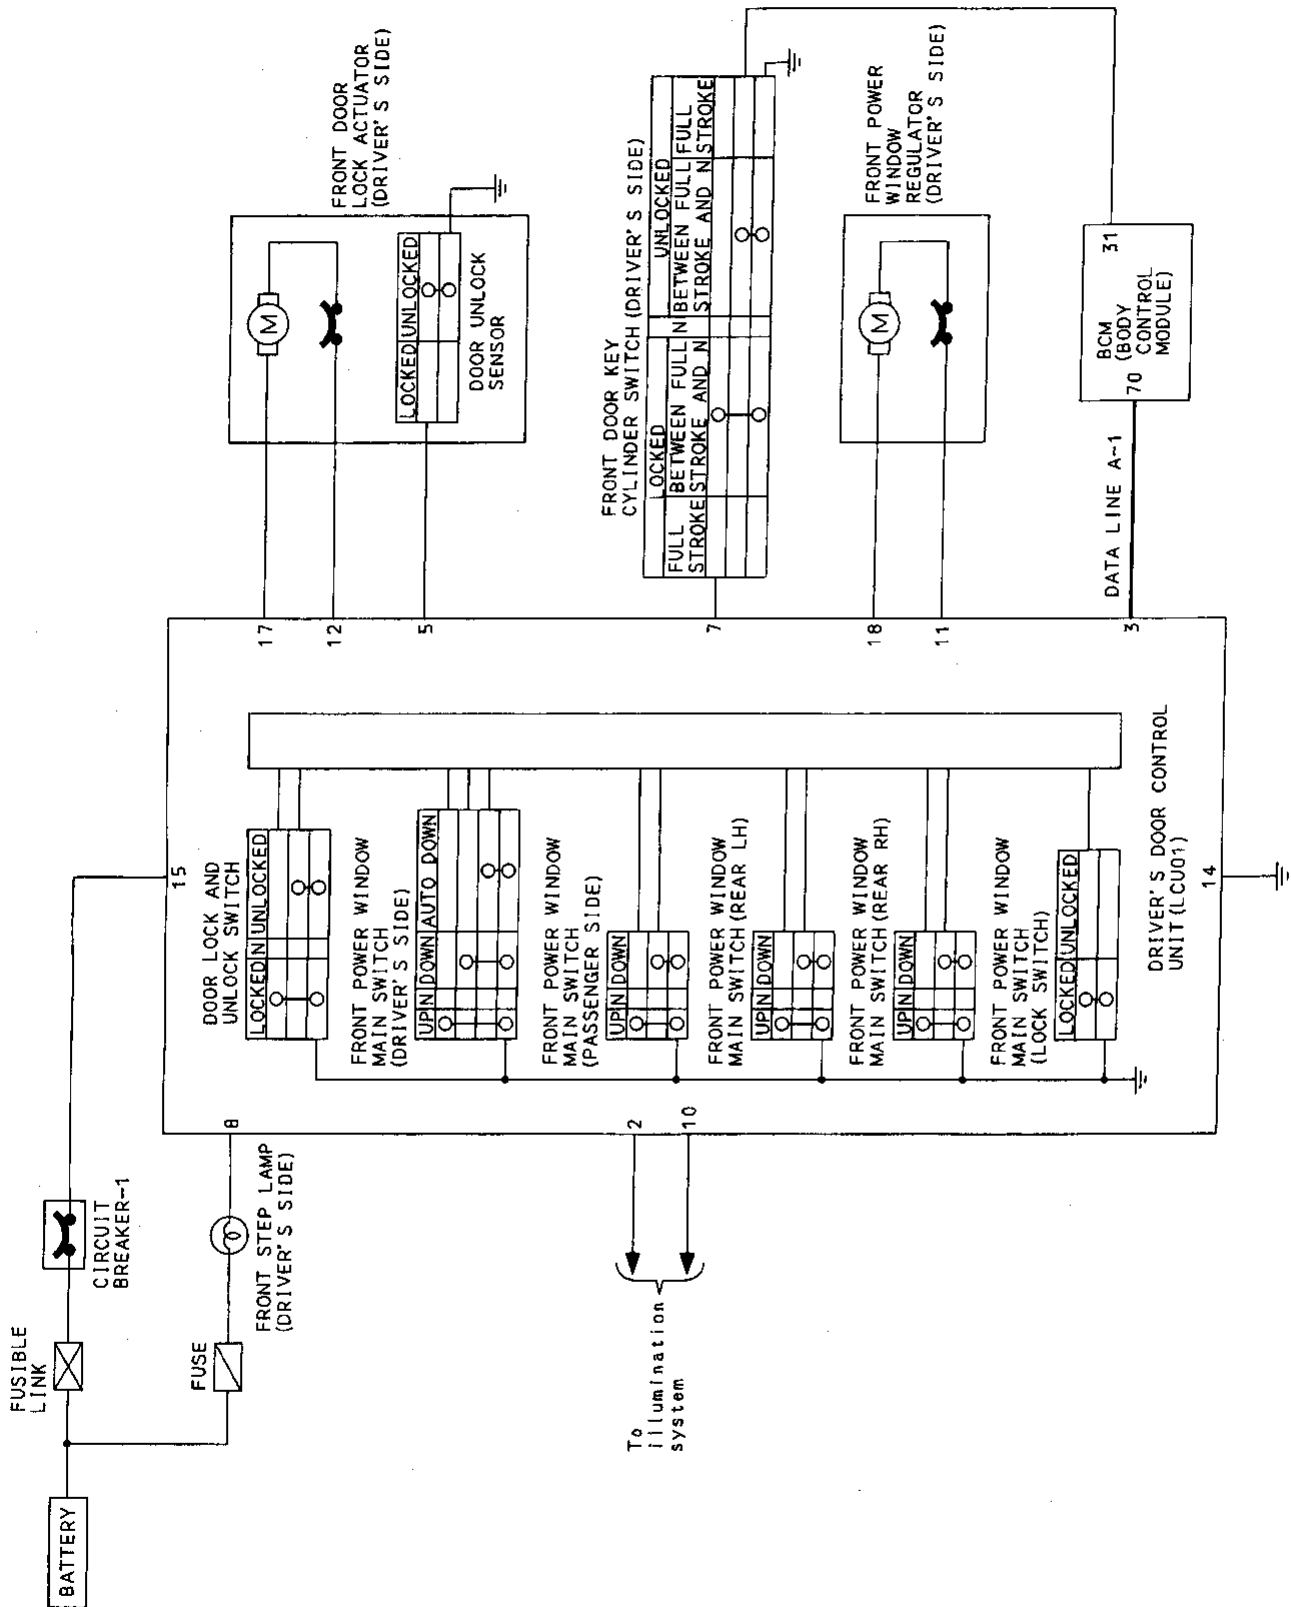 BATTERY
FUSIBLE
LINK
FUSE
CIRCUIT
BREAKER-1
FRONT STEP LAMP
(DRIVER'S SIDE)
To
illumination
system
15
8
2
10
14
DOOR LOCK AND
UNLOCK SWITCH
LOCKED N UNLOCKED
FRONT POWER WINDOW
MAIN SWITCH
(DRIVER'S SIDE)
UP N DOWN AUTO DOWN
FRONT POWER WINDOW
MAIN SWITCH
(PASSENGER SIDE)
UP N DOWN
FRONT POWER WINDOW
MAIN SWITCH (REAR LH)
UP N DOWN
FRONT POWER WINDOW
MAIN SWITCH (REAR RH)
UP N DOWN
FRONT POWER WINDOW
MAIN SWITCH
(LOCK SWITCH)
LOCKED UNLOCKED
DRIVER'S DOOR CONTROL
UNIT (LCU01)
17
12
5
7
18
11
3
FRONT DOOR
LOCK ACTUATOR
(DRIVER'S SIDE)
M
LOCKED UNLOCKED
DOOR UNLOCK
SENSOR
FRONT DOOR KEY
CYLINDER SWITCH (DRIVER'S SIDE)
LOCKED N UNLOCKED
FULL BETWEEN FULL BETWEEN FULL FULL
STROKE STROKE AND N STROKE AND N STROKE
FRONT POWER
WINDOW
REGULATOR
(DRIVER'S SIDE)
M
DATA LINE A-1
70
BCM
(BODY
CONTROL
MODULE)
31